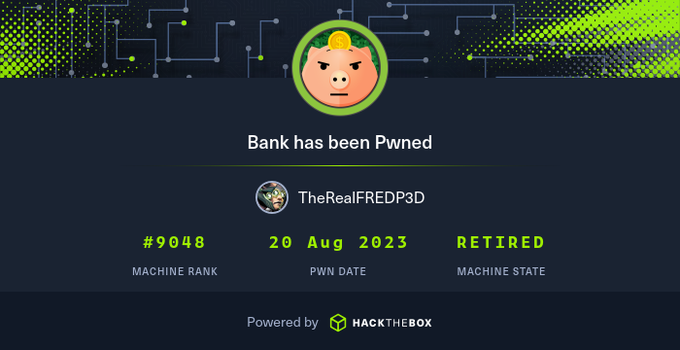 Bank has been Pwned
TheRealFREDP3D
#9048 20 Aug 2023 RETIRED
MACHINE RANK PWN DATE MACHINE STATE
Powered by HACKTHEBOX